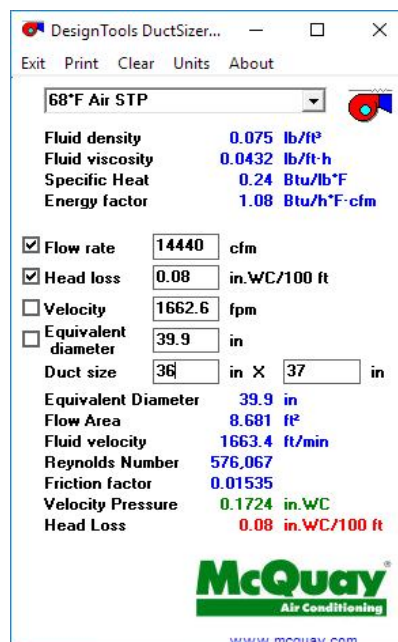 DesignTools DuctSizer...
Exit Print Clear Units About
68°F Air STP
Fluid density 0.075 lb/ft³
Fluid viscosity 0.0432 lb/ft·h
Specific Heat 0.24 Btu/lb°F
Energy factor 1.08 Btu/h°F·cfm
Flow rate 14440 cfm
Head loss 0.08 in.WC/100 ft
Velocity 1662.6 fpm
Equivalent diameter 39.9 in
Duct size 36 in X 37 in
Equivalent Diameter 39.9 in
Flow Area 8.681 ft²
Fluid velocity 1663.4 ft/min
Reynolds Number 576,067
Friction factor 0.01535
Velocity Pressure 0.1724 in.WC
Head Loss 0.08 in.WC/100 ft
McQuay®
Air Conditioning
www.mcquay.com